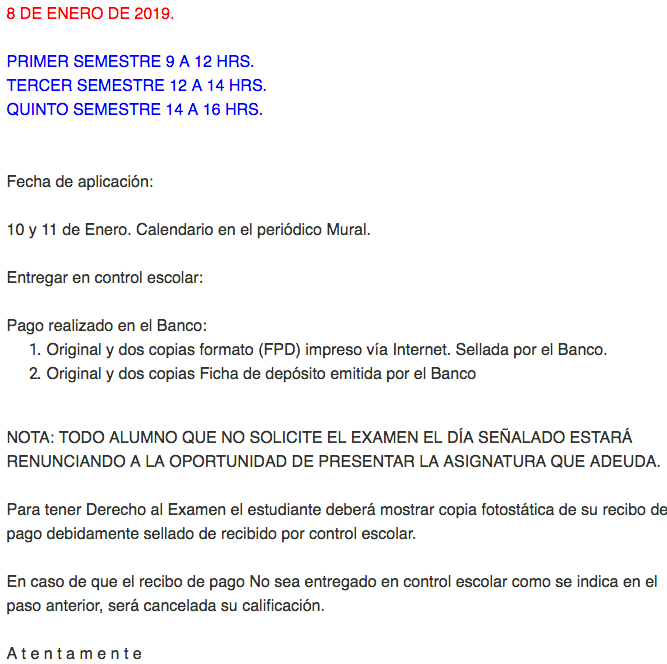 8 DE ENERO DE 2019.
PRIMER SEMESTRE 9 A 12 HRS.
TERCER SEMESTRE 12 A 14 HRS.
QUINTO SEMESTRE 14 A 16 HRS.
Fecha de aplicación:
10 y 11 de Enero. Calendario en el periódico Mural.
Entregar en control escolar:
Pago realizado en el Banco:
1. Original y dos copias formato (FPD) impreso vía Internet. Sellada por el Banco.
2. Original y dos copias Ficha de depósito emitida por el Banco
NOTA: TODO ALUMNO QUE NO SOLICITE EL EXAMEN EL DÍA SEÑALADO ESTARÁ
RENUNCIANDO A LA OPORTUNIDAD DE PRESENTAR LA ASIGNATURA QUE ADEUDA.
Para tener Derecho al Examen el estudiante deberá mostrar copia fotostática de su recibo de
pago debidamente sellado de recibido por control escolar.
En caso de que el recibo de pago No sea entregado en control escolar como se indica en el
paso anterior, será cancelada su calificación.
A t e n t a m e n t e